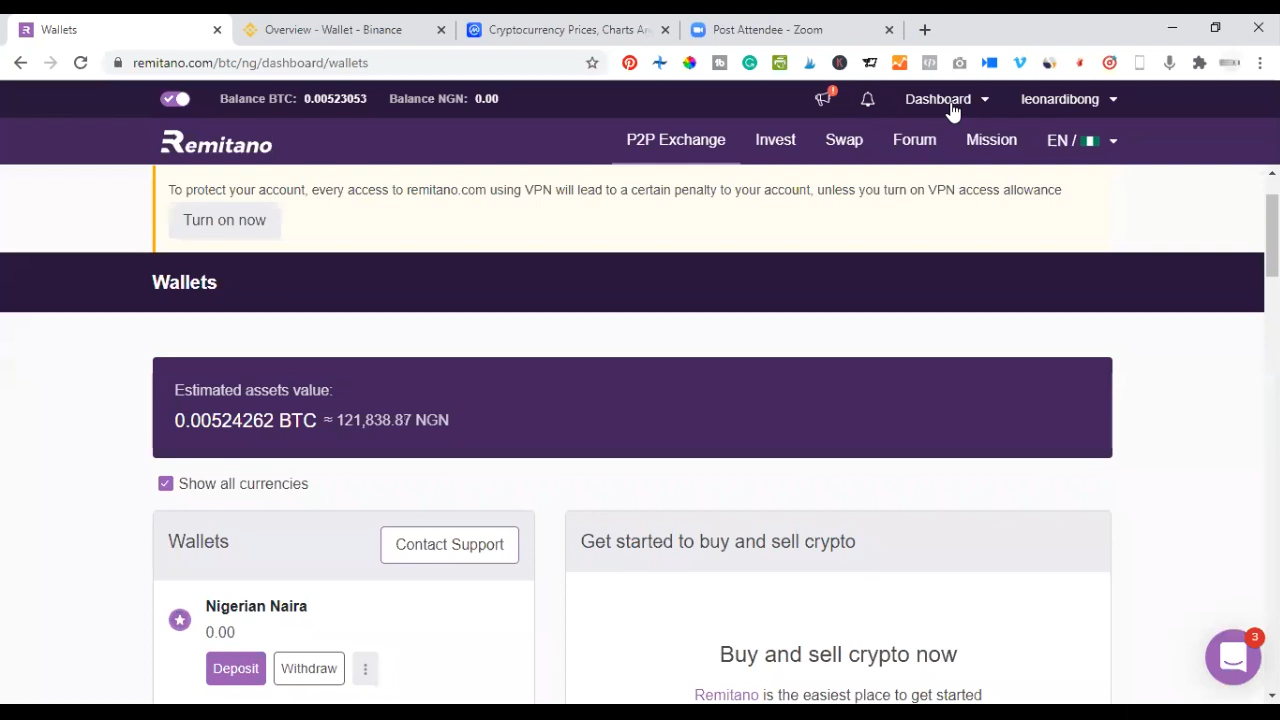 Wallets
Overview - Wallet - Binance
Cryptocurrency Prices, Charts An
Post Attendee - Zoom
remitano.com/btc/ng/dashboard/wallets
Balance BTC: 0.00523053
Balance NGN: 0.00
Dashboard
leonardibong
Remitano
P2P Exchange
Invest
Swap
Forum
Mission
EN /
To protect your account, every access to remitano.com using VPN will lead to a certain penalty to your account, unless you turn on VPN access allowance
Turn on now
Wallets
Estimated assets value:
0.00524262 BTC ≈ 121,838.87 NGN
Show all currencies
Wallets
Contact Support
Get started to buy and sell crypto
Nigerian Naira
0.00
Deposit
Withdraw
Buy and sell crypto now
Remitano is the easiest place to get started
3